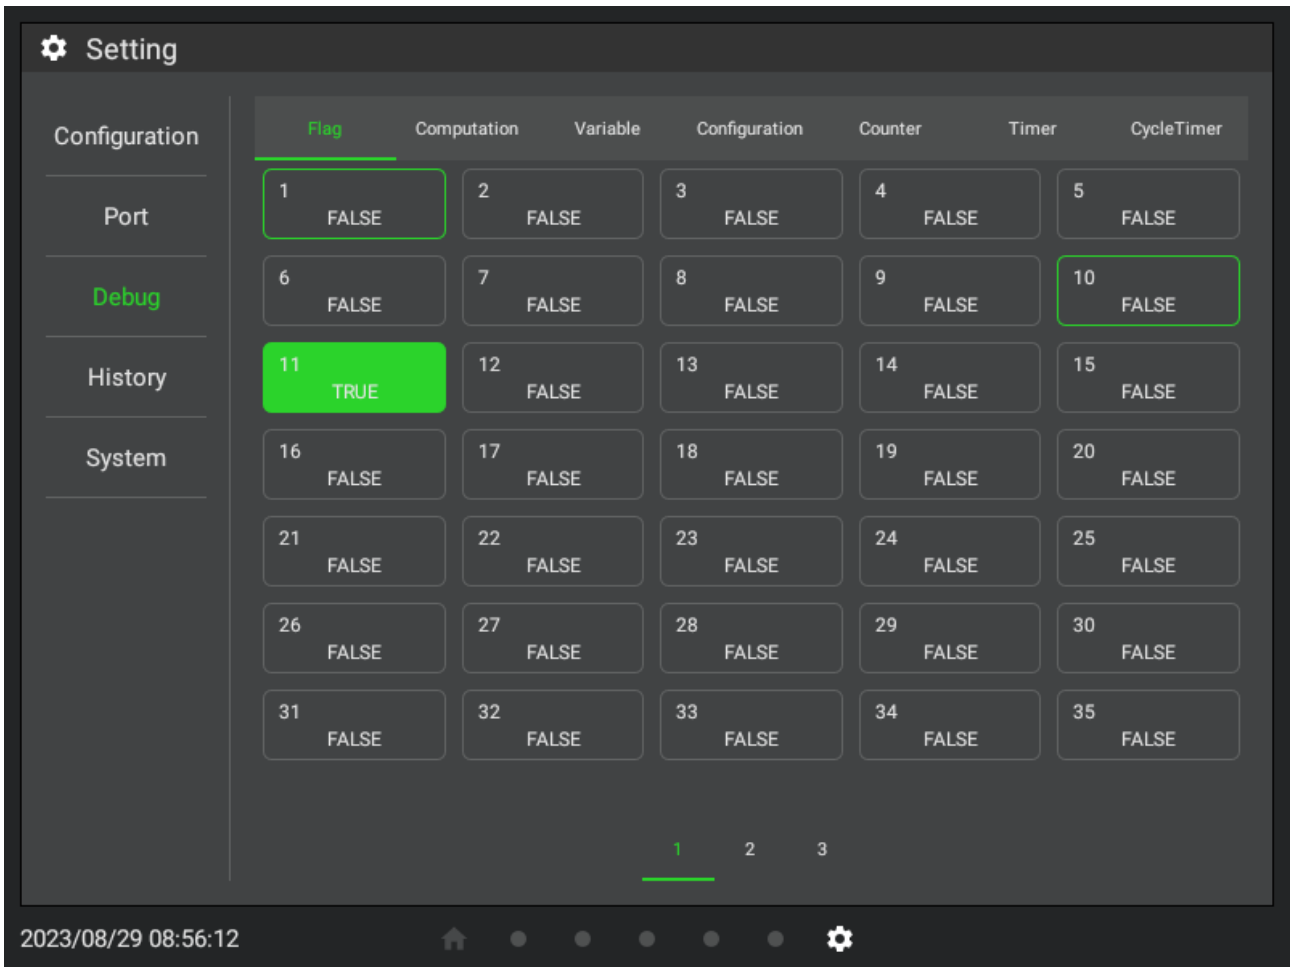 Setting
Configuration
Port
Debug
History
System
Flag Computation Variable Configuration Counter Timer CycleTimer
1 2 3 4 5
FALSE FALSE FALSE FALSE FALSE
6 7 8 9 10
FALSE FALSE FALSE FALSE FALSE
11 12 13 14 15
TRUE FALSE FALSE FALSE FALSE
16 17 18 19 20
FALSE FALSE FALSE FALSE FALSE
21 22 23 24 25
FALSE FALSE FALSE FALSE FALSE
26 27 28 29 30
FALSE FALSE FALSE FALSE FALSE
31 32 33 34 35
FALSE FALSE FALSE FALSE FALSE
1 2 3
2023/08/29 08:56:12